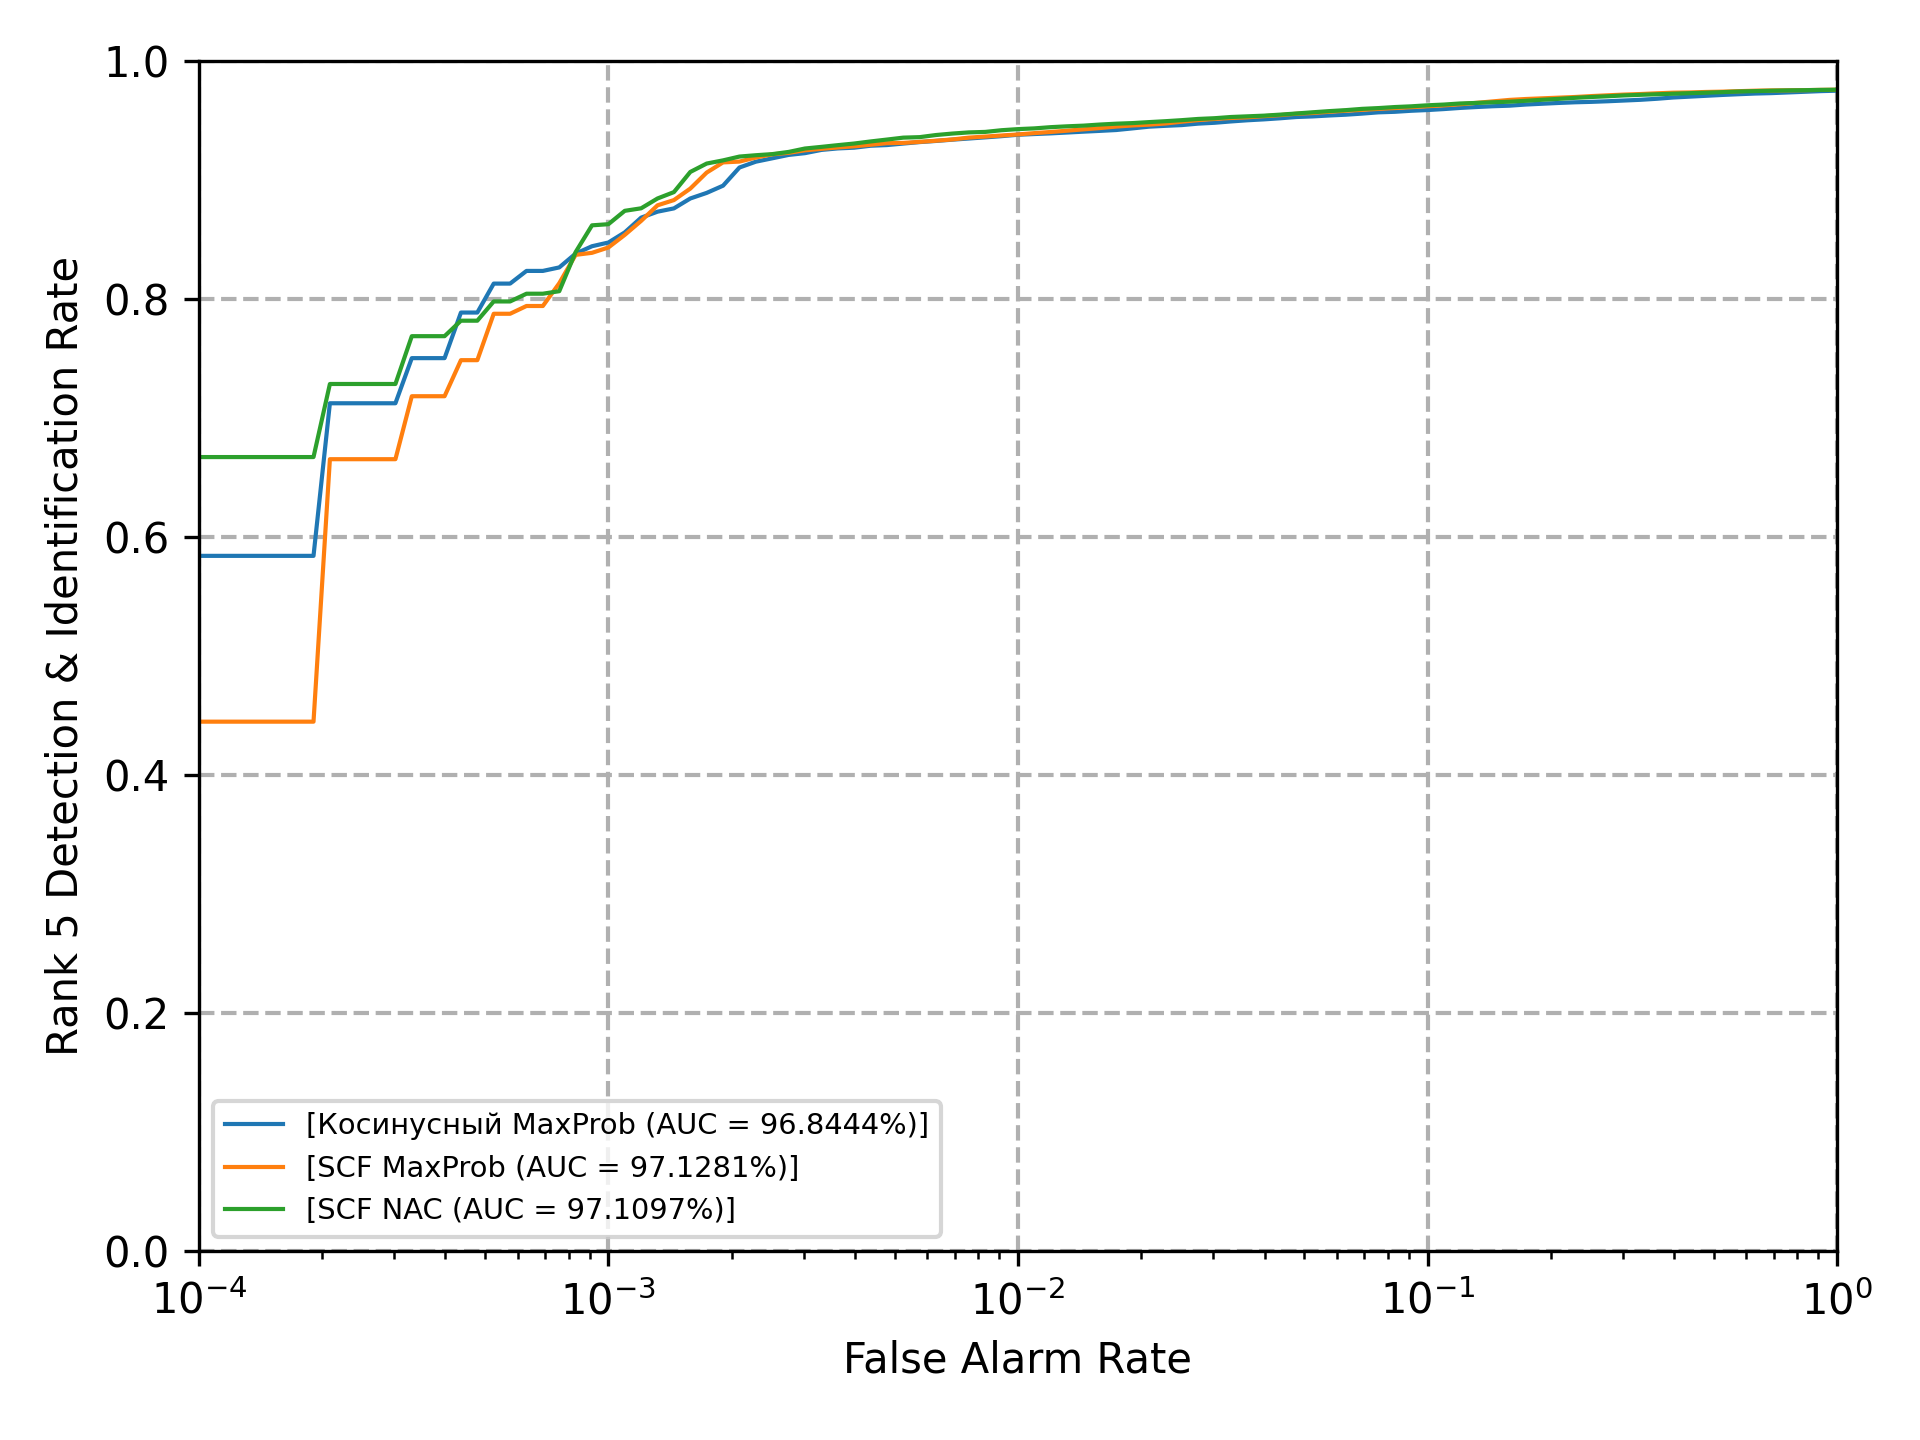 1.0
0.8
0.6
0.4
0.2
0.0
Rank 5 Detection & Identification Rate
[Косинусный MaxProb (AUC = 96.8444%)]
[SCF MaxProb (AUC = 97.1281%)]
[SCF NAC (AUC = 97.1097%)]
10⁻⁴ 10⁻³ 10⁻² 10⁻¹ 10⁰
False Alarm Rate